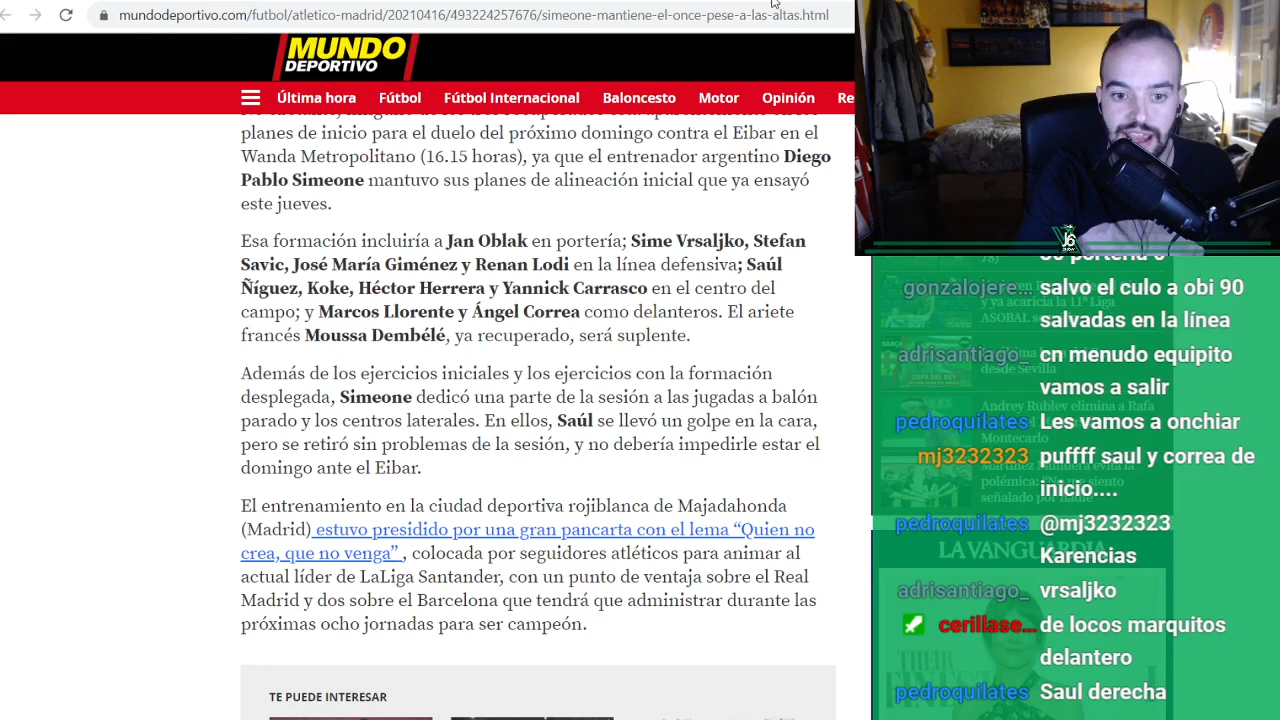 mundodeportivo.com/futbol/atletico-madrid/20210416/493224257676/simeone-mantiene-el-once-pese-a-las-altas.html
MUNDO
DEPORTIVO
Última hora Fútbol Fútbol Internacional Baloncesto Motor Opinión Re
planes de inicio para el duelo del próximo domingo contra el Eibar en el
Wanda Metropolitano (16.15 horas), ya que el entrenador argentino Diego
Pablo Simeone mantuvo sus planes de alineación inicial que ya ensayó
este jueves.
Esa formación incluiría a Jan Oblak en portería; Sime Vrsaljko, Stefan
Savic, José María Giménez y Renan Lodi en la línea defensiva; Saúl
Ñíguez, Koke, Héctor Herrera y Yannick Carrasco en el centro del
campo; y Marcos Llorente y Ángel Correa como delanteros. El ariete
francés Moussa Dembélé, ya recuperado, será suplente.
Además de los ejercicios iniciales y los ejercicios con la formación
desplegada, Simeone dedicó una parte de la sesión a las jugadas a balón
parado y los centros laterales. En ellos, Saúl se llevó un golpe en la cara,
pero se retiró sin problemas de la sesión, y no debería impedirle estar el
domingo ante el Eibar.
El entrenamiento en la ciudad deportiva rojiblanca de Majadahonda
(Madrid) estuvo presidido por una gran pancarta con el lema “Quien no
crea, que no venga” , colocada por seguidores atléticos para animar al
actual líder de LaLiga Santander, con un punto de ventaja sobre el Real
Madrid y dos sobre el Barcelona que tendrá que administrar durante las
próximas ocho jornadas para ser campeón.
TE PUEDE INTERESAR
J6
gonzalojere... salvo el culo a obi 90
salvadas en la línea
adrisantiago_ cn menudo equipito
vamos a salir
pedroquilates Les vamos a onchiar
mj3232323 puffff saul y correa de
inicio....
pedroquilates @mj3232323
Karencias
adrisantiago_ vrsaljko
cerillase... de locos marquitos
delantero
pedroquilates Saul derecha
y ya acaricia la 11ª Liga
ASOBAL
desde Sevilla
Andrey Rublev elimina a Rafa
Montecarlo
LA VANGUARDIA
THEIR